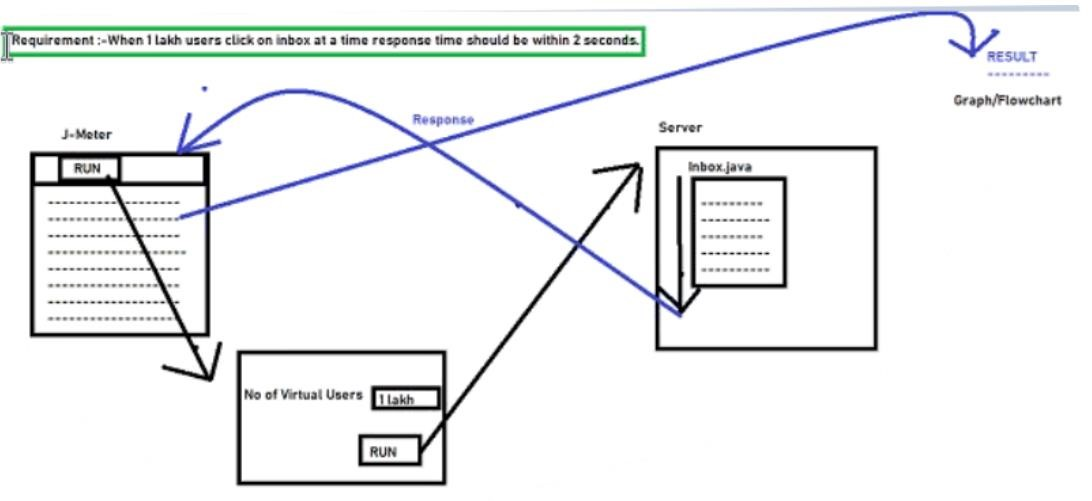 Requirement :-When 1 lakh users click on inbox at a time response time should be within 2 seconds.
RESULT
Graph/Flowchart
Response
J-Meter
RUN
Server
Inbox.java
No of Virtual Users 1 lakh
RUN